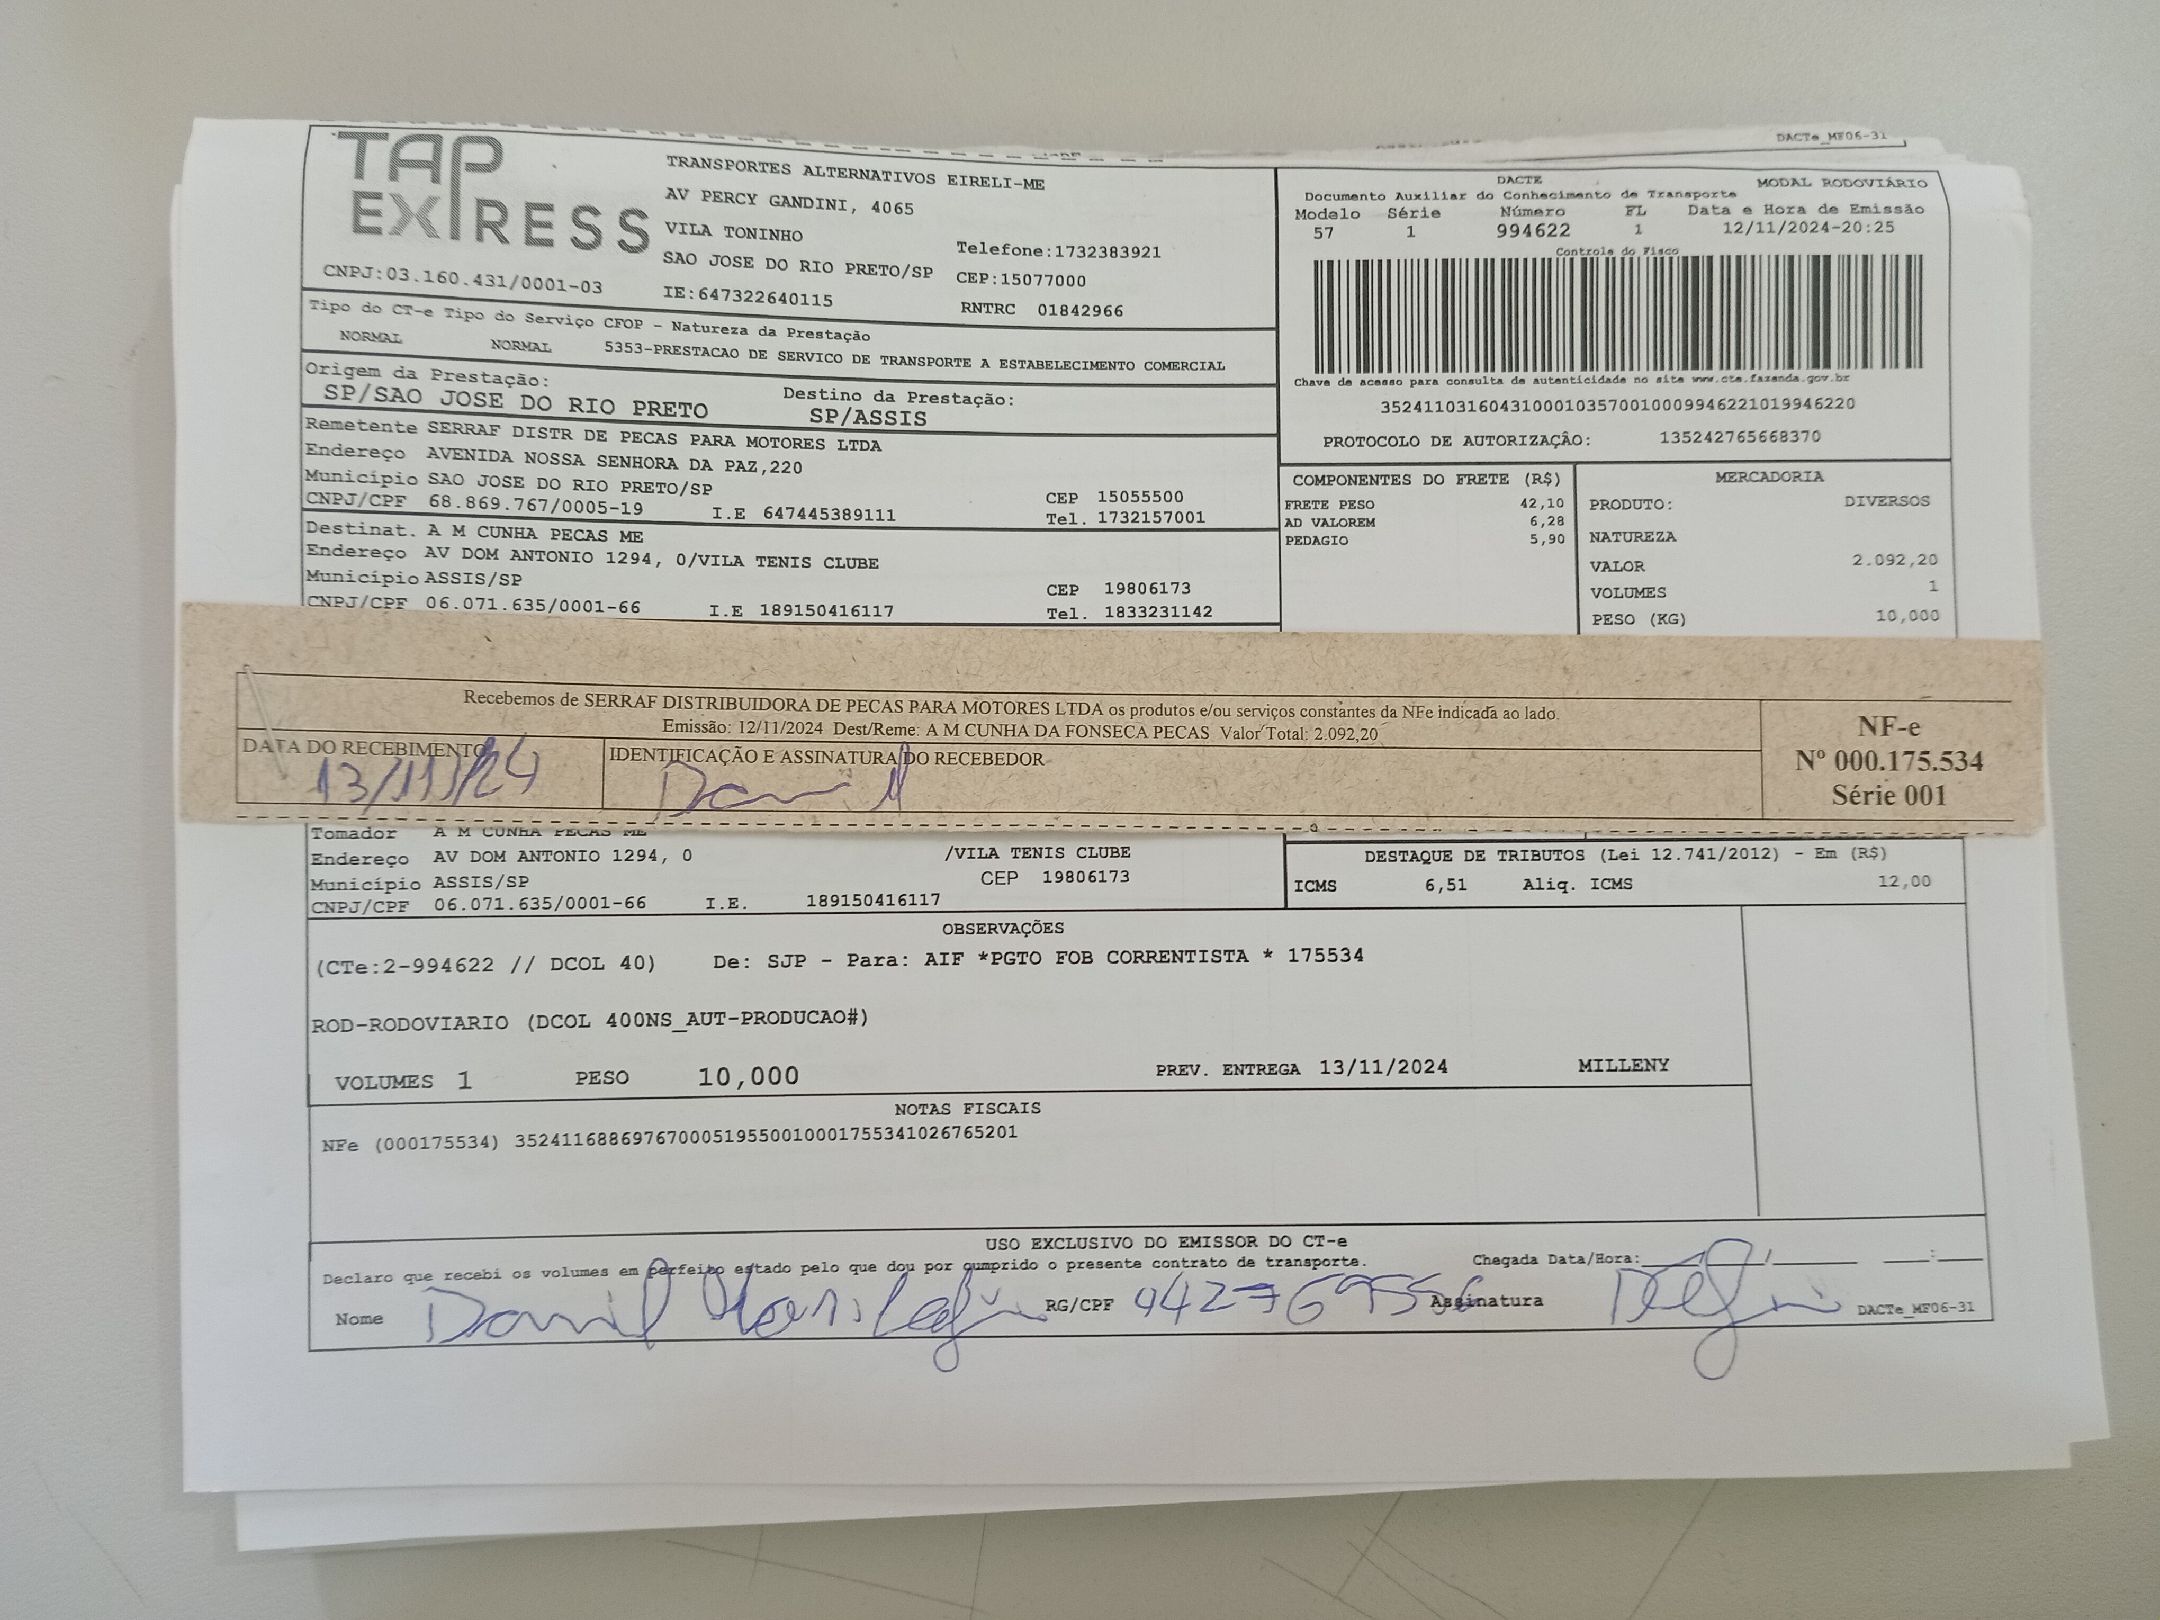 DACTe_MF06-31
TAP EXPRESS
TRANSPORTES ALTERNATIVOS EIRELI-ME
AV PERCY GANDINI, 4065
VILA TONINHO
Telefone:1732383921
SAO JOSE DO RIO PRETO/SP CEP:15077000
CNPJ:03.160.431/0001-03 IE:647322640115 RNTRC 01842966
DACTE MODAL RODOVIÁRIO
Documento Auxiliar do Conhecimento de Transporte
Modelo Série Número FL Data e Hora de Emissão
57 1 994622 1 12/11/2024-20:25
Controle do Fisco
Chave de acesso para consulta de autenticidade no site www.cte.fazenda.gov.br
35241103160431000103570010009946221019946220
PROTOCOLO DE AUTORIZAÇÃO: 135242765668370
Tipo do CT-e Tipo do Serviço CFOP - Natureza da Prestação
NORMAL NORMAL 5353-PRESTACAO DE SERVICO DE TRANSPORTE A ESTABELECIMENTO COMERCIAL
Origem da Prestação: Destino da Prestação:
SP/SAO JOSE DO RIO PRETO SP/ASSIS
Remetente SERRAF DISTR DE PECAS PARA MOTORES LTDA
Endereço AVENIDA NOSSA SENHORA DA PAZ,220
Município SAO JOSE DO RIO PRETO/SP CEP 15055500
CNPJ/CPF 68.869.767/0005-19 I.E 647445389111 Tel. 1732157001
Destinat. A M CUNHA PECAS ME
Endereço AV DOM ANTONIO 1294, 0/VILA TENIS CLUBE
Município ASSIS/SP CEP 19806173
CNPJ/CPF 06.071.635/0001-66 I.E 189150416117 Tel. 1833231142
COMPONENTES DO FRETE (R$)
FRETE PESO 42,10
AD VALOREM 6,28
PEDAGIO 5,90
MERCADORIA
PRODUTO: DIVERSOS
NATUREZA
VALOR 2.092,20
VOLUMES 1
PESO (KG) 10,000
Recebemos de SERRAF DISTRIBUIDORA DE PECAS PARA MOTORES LTDA os produtos e/ou serviços constantes da NFe indicada ao lado.
Emissão: 12/11/2024 Dest/Reme: A M CUNHA DA FONSECA PECAS Valor Total: 2.092,20
DATA DO RECEBIMENTO IDENTIFICAÇÃO E ASSINATURA DO RECEBEDOR
13/11/24 Daniel
NF-e
Nº 000.175.534
Série 001
Tomador A M CUNHA PECAS ME
Endereço AV DOM ANTONIO 1294, 0 /VILA TENIS CLUBE
Município ASSIS/SP CEP 19806173
CNPJ/CPF 06.071.635/0001-66 I.E. 189150416117
DESTAQUE DE TRIBUTOS (Lei 12.741/2012) - Em (R$)
ICMS 6,51 Aliq. ICMS 12,00
OBSERVAÇÕES
(CTe:2-994622 // DCOL 40) De: SJP - Para: AIF *PGTO FOB CORRENTISTA * 175534
ROD-RODOVIARIO (DCOL 400NS_AUT-PRODUCAO#)
VOLUMES 1 PESO 10,000 PREV. ENTREGA 13/11/2024 MILLENY
NOTAS FISCAIS
NFe (000175534) 35241168869767000519550010001755341026765201
USO EXCLUSIVO DO EMISSOR DO CT-e
Declaro que recebi os volumes em perfeito estado pelo que dou por cumprido o presente contrato de transporte. Chegada Data/Hora:
Nome Daniel RG/CPF Assinatura DACTe_MF06-31